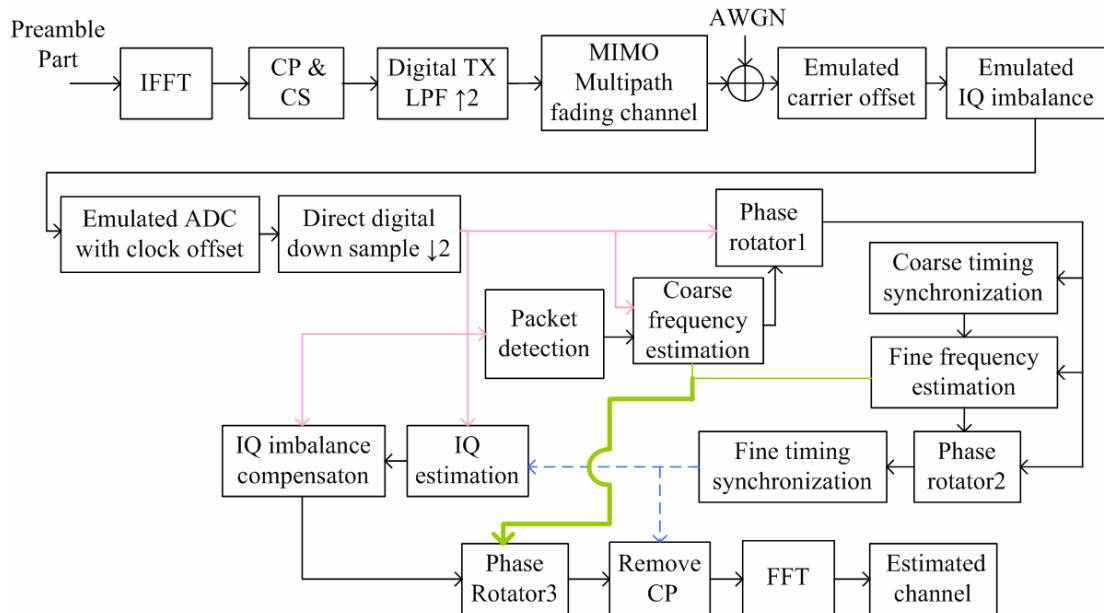 Preamble
Part
IFFT
CP &
CS
Digital TX
LPF ↑2
MIMO
Multipath
fading channel
AWGN
Emulated
carrier offset
Emulated
IQ imbalance
Emulated ADC
with clock offset
Direct digital
down sample ↓2
Phase
rotator1
Coarse timing
synchronization
Packet
detection
Coarse
frequency
estimation
Fine frequency
estimation
IQ imbalance
compensaton
IQ
estimation
Fine timing
synchronization
Phase
rotator2
Phase
Rotator3
Remove
CP
FFT
Estimated
channel